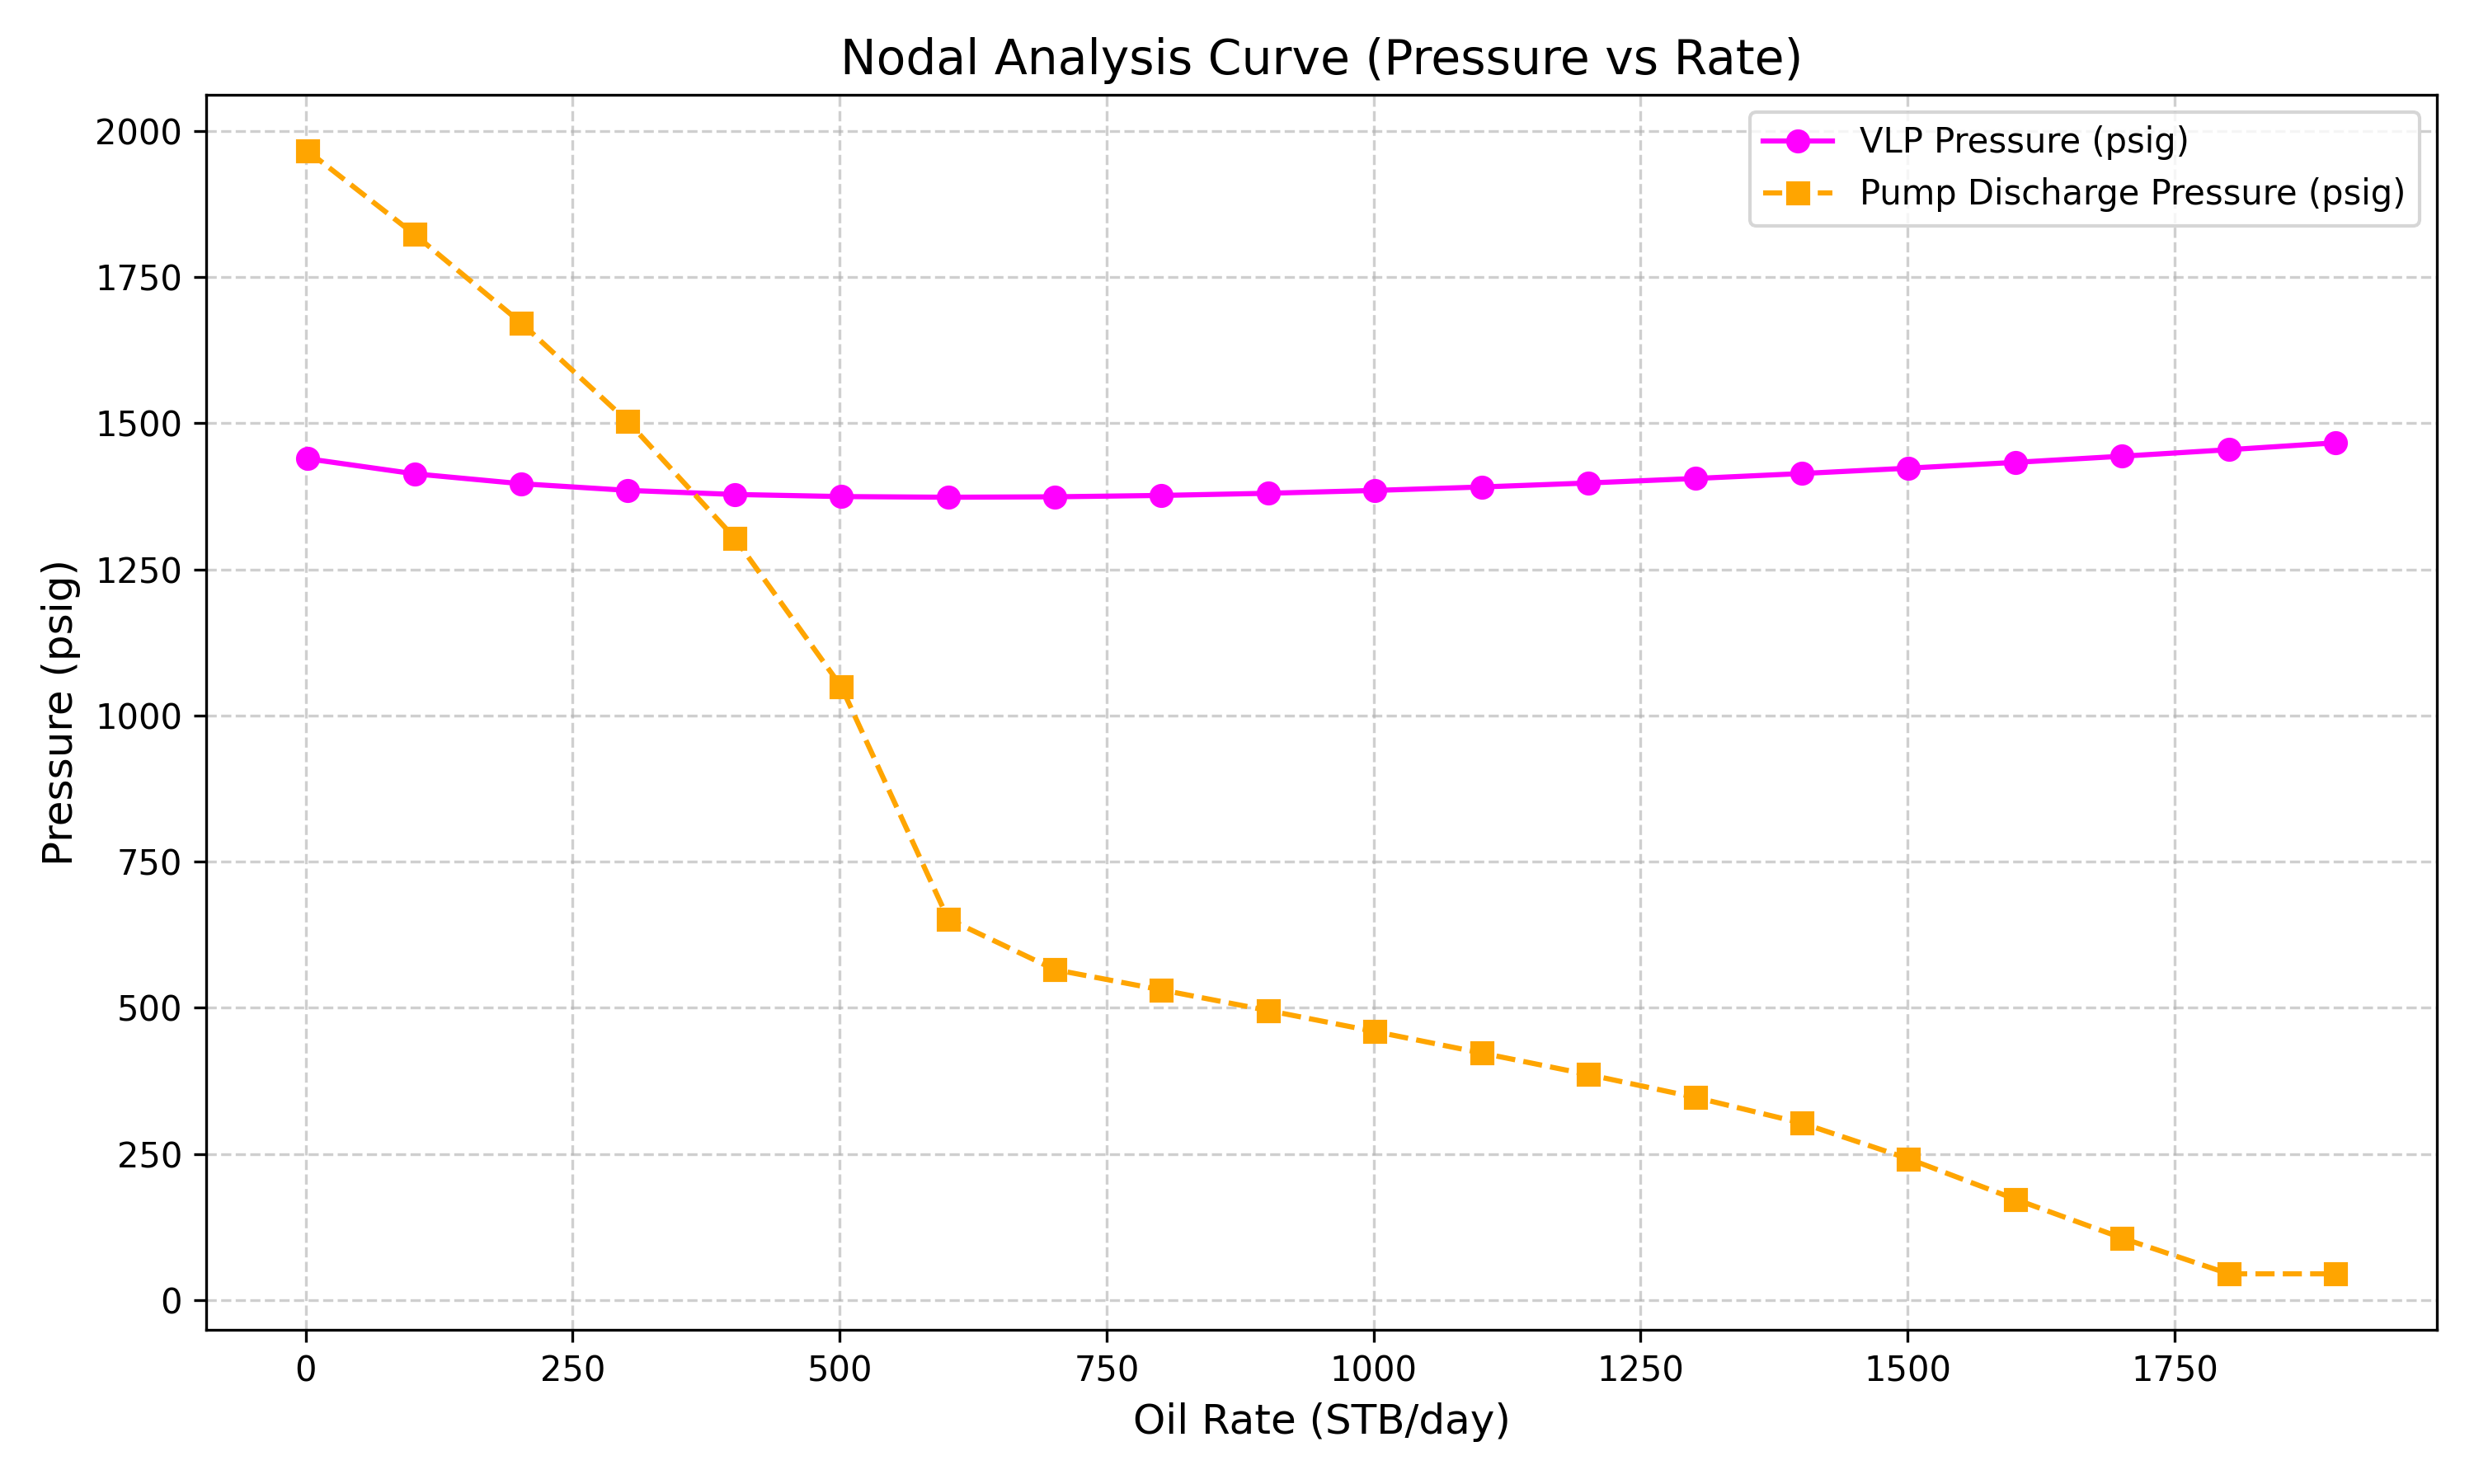 Nodal Analysis Curve (Pressure vs Rate)
VLP Pressure (psig)
Pump Discharge Pressure (psig)
Pressure (psig)
2000
1750
1500
1250
1000
750
500
250
0
0 250 500 750 1000 1250 1500 1750
Oil Rate (STB/day)